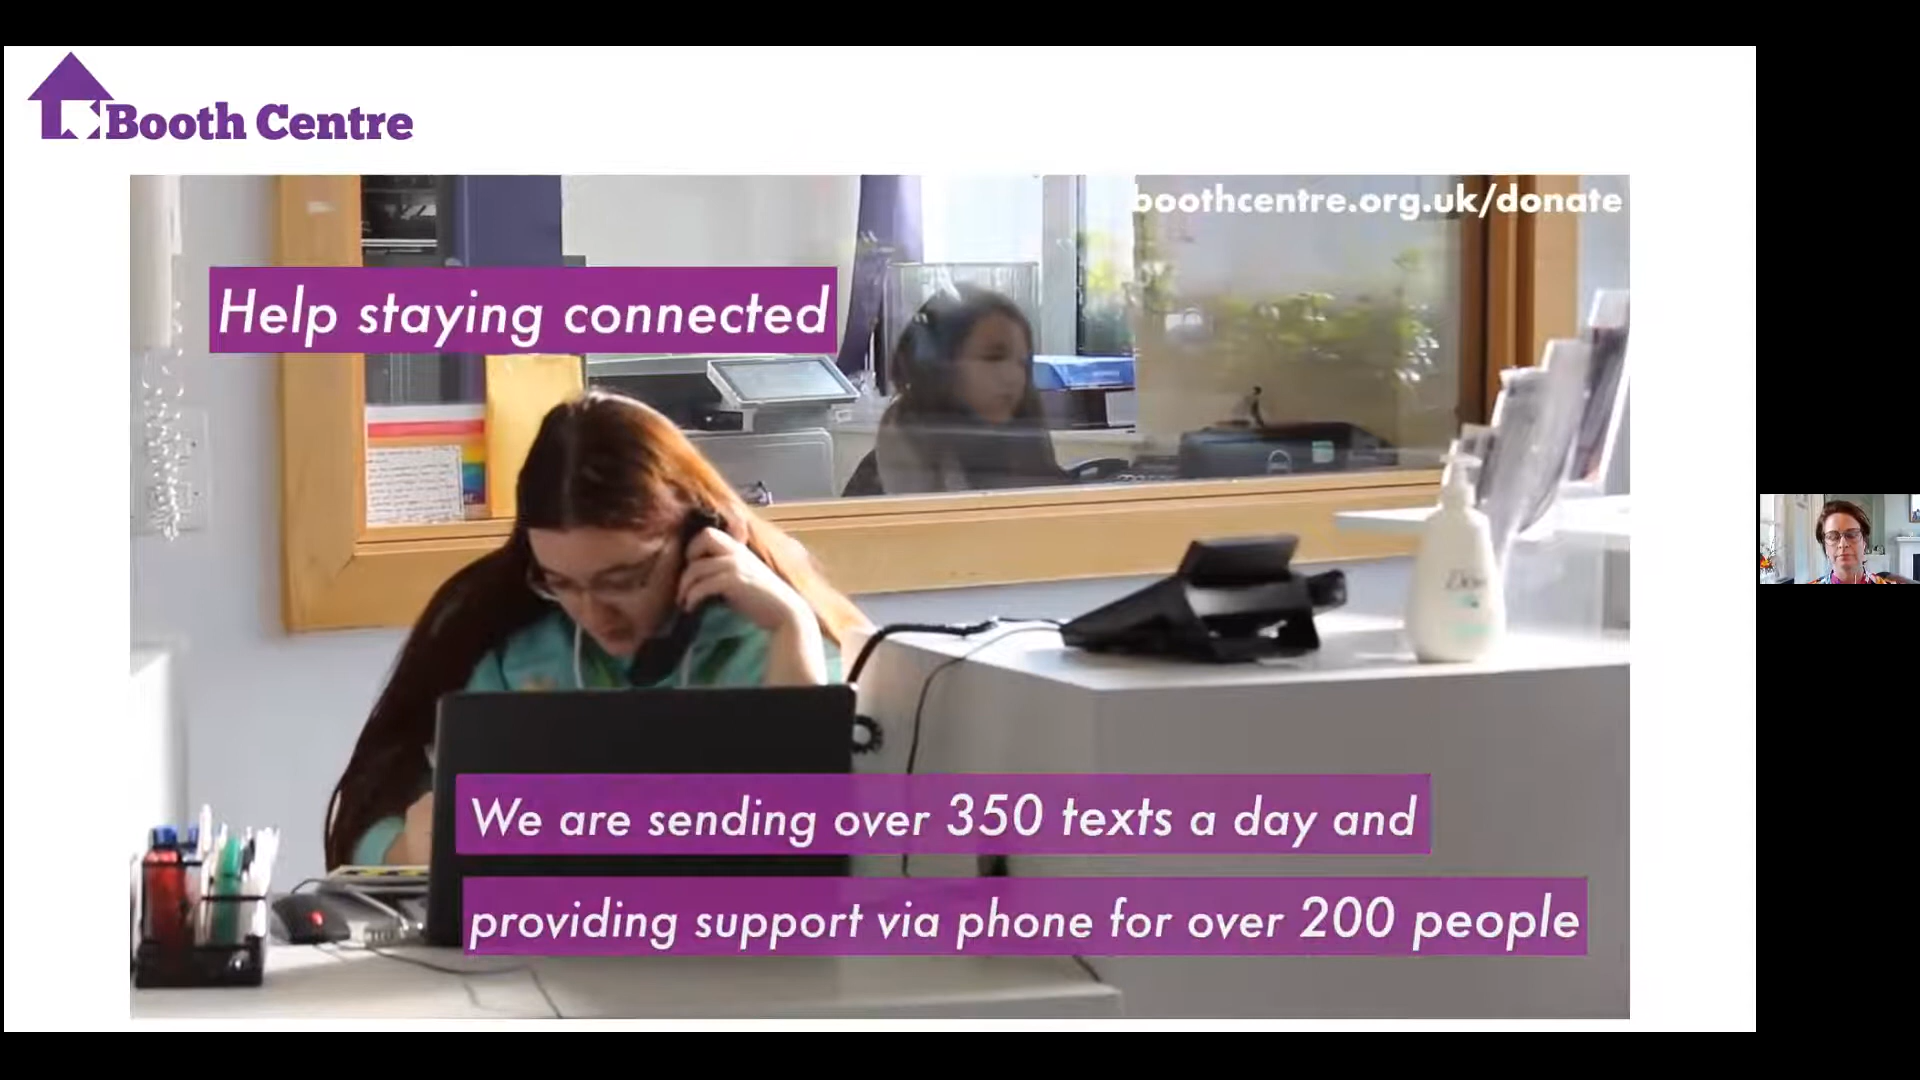 Booth Centre
boothcentre.org.uk/donate
Help staying connected
We are sending over 350 texts a day and
providing support via phone for over 200 people